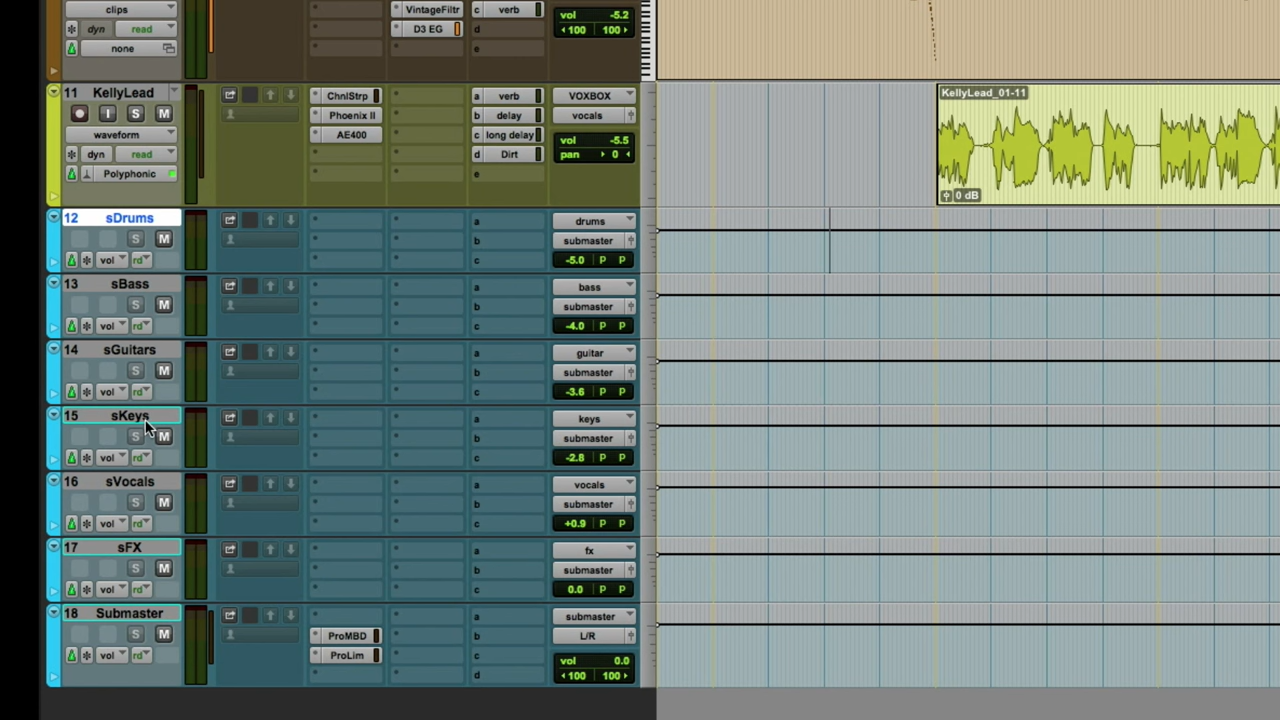 clips
dyn read
none
VintageFiltr
D3 EG
c verb
d
e
vol -5.2
100 100
11 KellyLead
I S M
waveform
dyn read
Polyphonic
ChnlStrp
Phoenix II
AE400
a verb
b delay
c long delay
d Dirt
e
VOXBOX
vocals
vol -5.5
pan 0
KellyLead_01-11
0 dB
12 sDrums
S M
vol rd
a
b
c
drums
submaster
-5.0 P P
13 sBass
S M
vol rd
a
b
c
bass
submaster
-4.0 P P
14 sGuitars
S M
vol rd
a
b
c
guitar
submaster
-3.6 P P
15 sKeys
S M
vol rd
a
b
c
keys
submaster
-2.8 P P
16 sVocals
S M
vol rd
a
b
c
vocals
submaster
+0.9 P P
17 sFX
S M
vol rd
a
b
c
fx
submaster
0.0 P P
18 Submaster
S M
vol rd
ProMBD
ProLim
a
b
c
d
submaster
L/R
vol 0.0
100 100